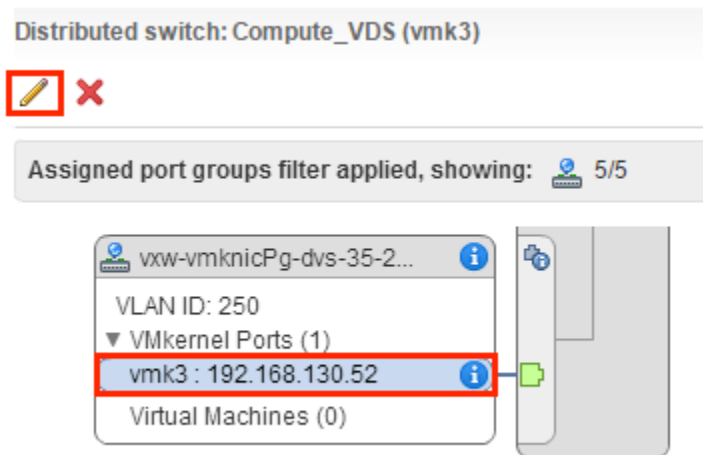 Distributed switch: Compute_VDS (vmk3)
Assigned port groups filter applied, showing: 5/5
vxw-vmknicPg-dvs-35-2...
VLAN ID: 250
VMkernel Ports (1)
vmk3 : 192.168.130.52
Virtual Machines (0)